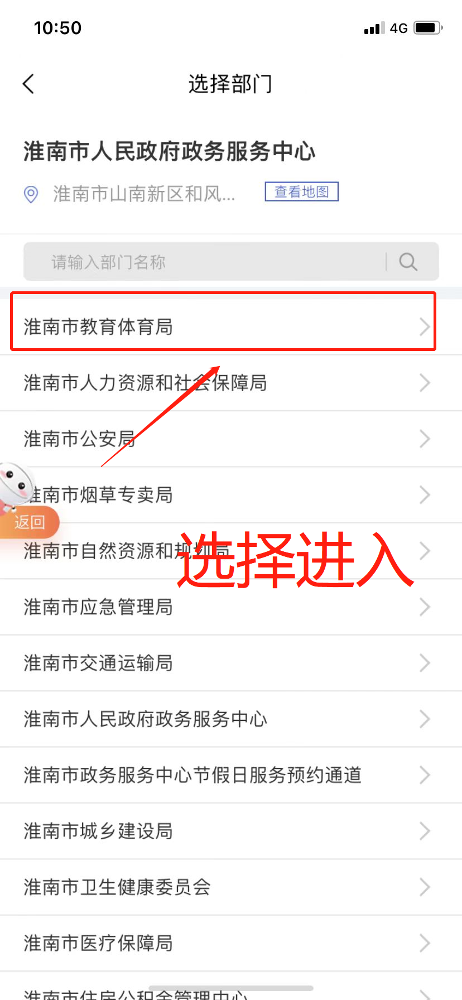 10:50
4G
选择部门
淮南市人民政府政务服务中心
淮南市山南新区和风...
查看地图
请输入部门名称
淮南市教育体育局
淮南市人力资源和社会保障局
淮南市公安局
淮南市烟草专卖局
返回
淮南市自然资源和规划局
选择进入
淮南市应急管理局
淮南市交通运输局
淮南市人民政府政务服务中心
淮南市政务服务中心节假日服务预约通道
淮南市城乡建设局
淮南市卫生健康委员会
淮南市医疗保障局
淮南市住房公积金管理中心